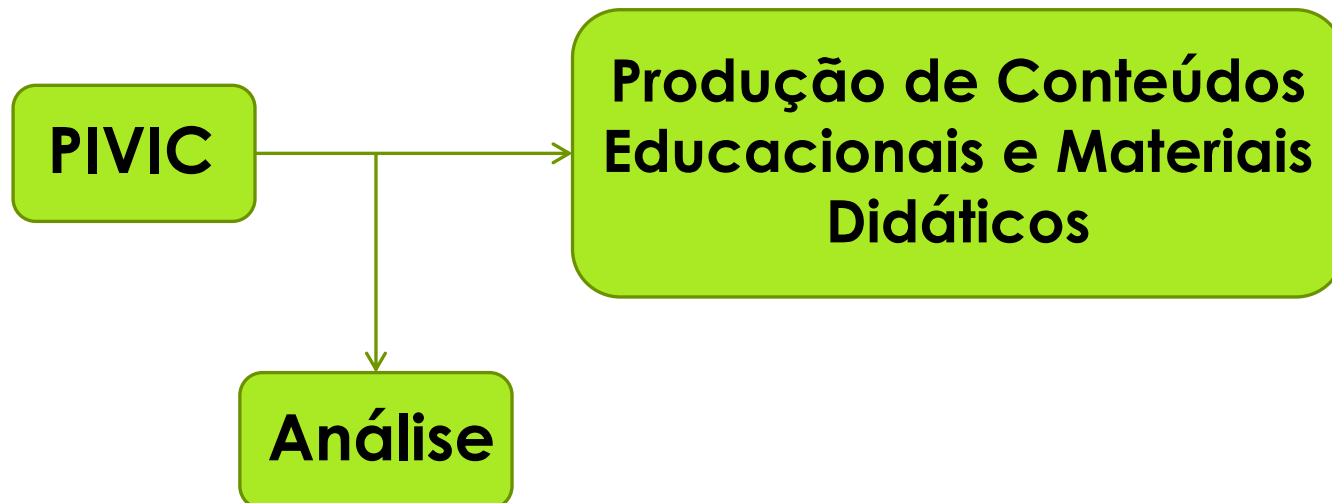 PIVIC
Produção de Conteúdos
Educacionais e Materiais
Didáticos
Análise